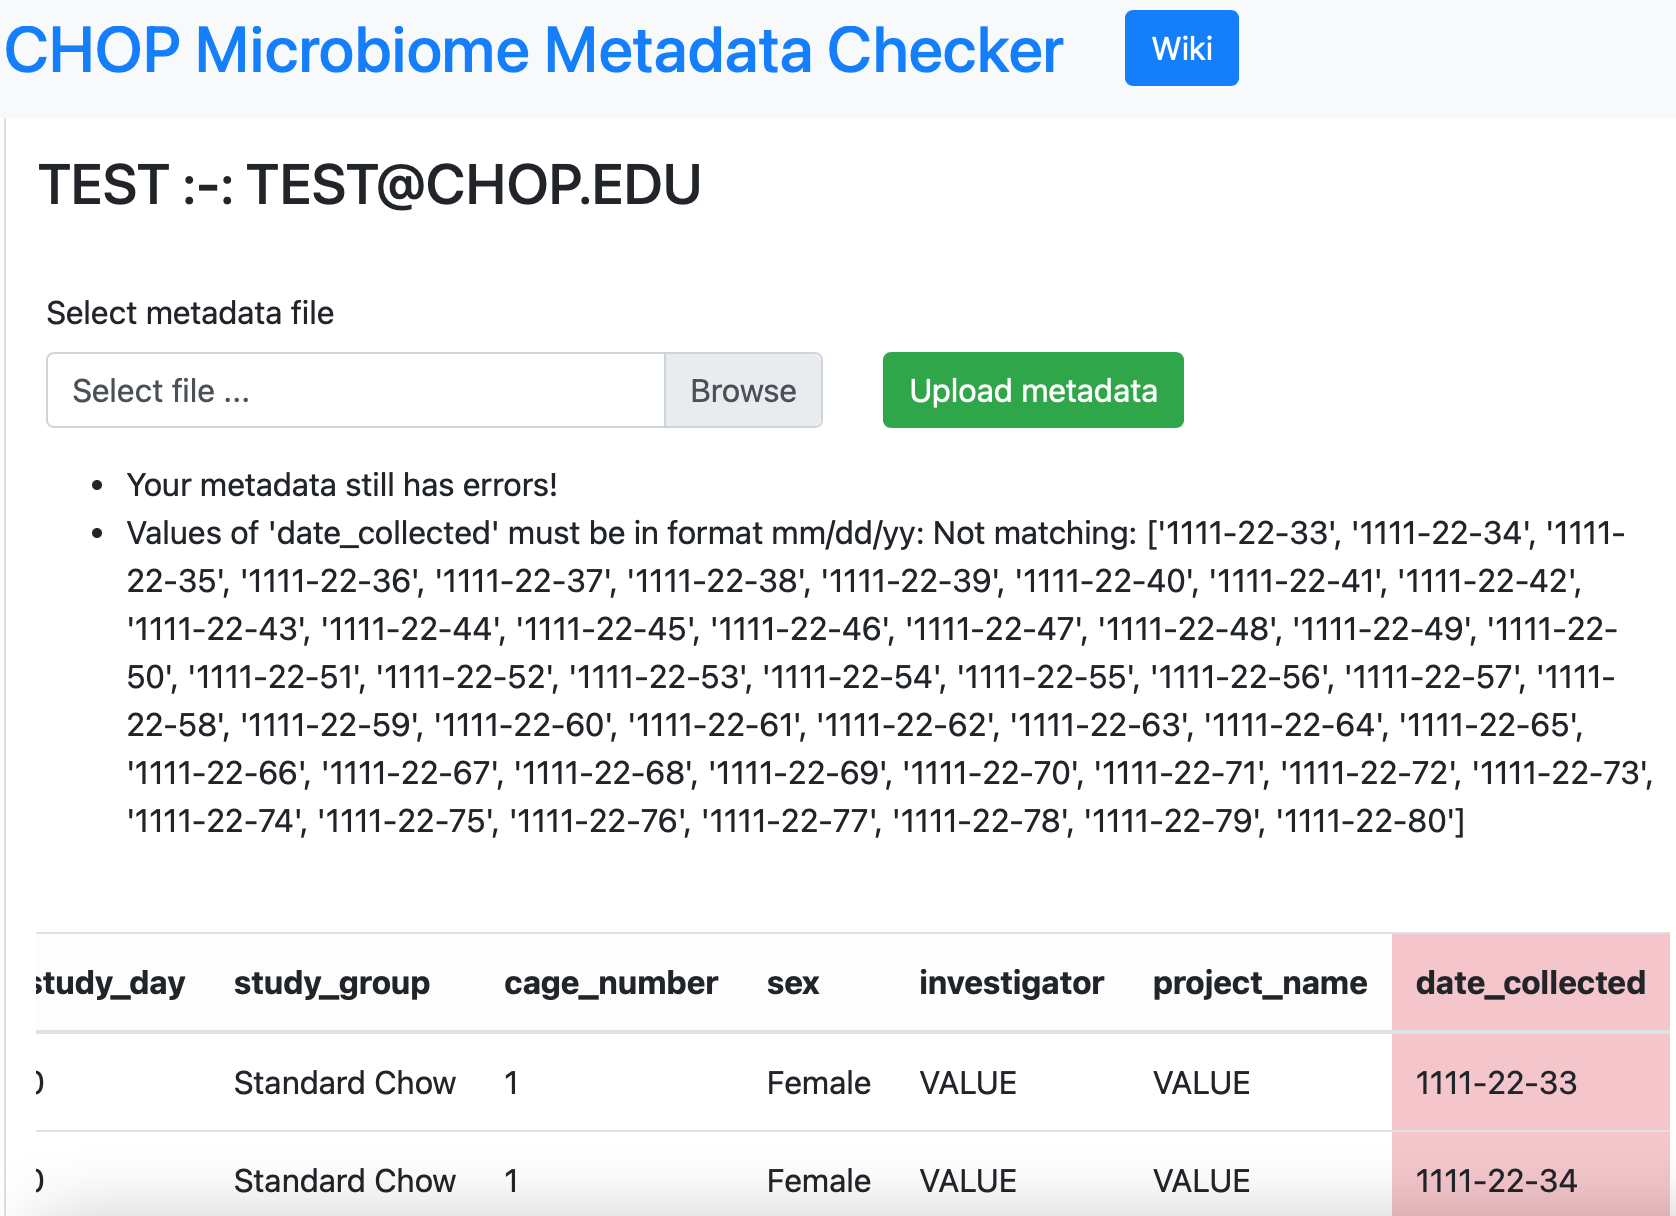 CHOP Microbiome Metadata Checker Wiki
TEST :-: TEST@CHOP.EDU
Select metadata file
Select file ... Browse Upload metadata
• Your metadata still has errors!
• Values of 'date_collected' must be in format mm/dd/yy: Not matching: ['1111-22-33', '1111-22-34', '1111-
22-35', '1111-22-36', '1111-22-37', '1111-22-38', '1111-22-39', '1111-22-40', '1111-22-41', '1111-22-42',
'1111-22-43', '1111-22-44', '1111-22-45', '1111-22-46', '1111-22-47', '1111-22-48', '1111-22-49', '1111-22-
50', '1111-22-51', '1111-22-52', '1111-22-53', '1111-22-54', '1111-22-55', '1111-22-56', '1111-22-57', '1111-
22-58', '1111-22-59', '1111-22-60', '1111-22-61', '1111-22-62', '1111-22-63', '1111-22-64', '1111-22-65',
'1111-22-66', '1111-22-67', '1111-22-68', '1111-22-69', '1111-22-70', '1111-22-71', '1111-22-72', '1111-22-73',
'1111-22-74', '1111-22-75', '1111-22-76', '1111-22-77', '1111-22-78', '1111-22-79', '1111-22-80']
study_day study_group cage_number sex investigator project_name date_collected
0 Standard Chow 1 Female VALUE VALUE 1111-22-33
0 Standard Chow 1 Female VALUE VALUE 1111-22-34